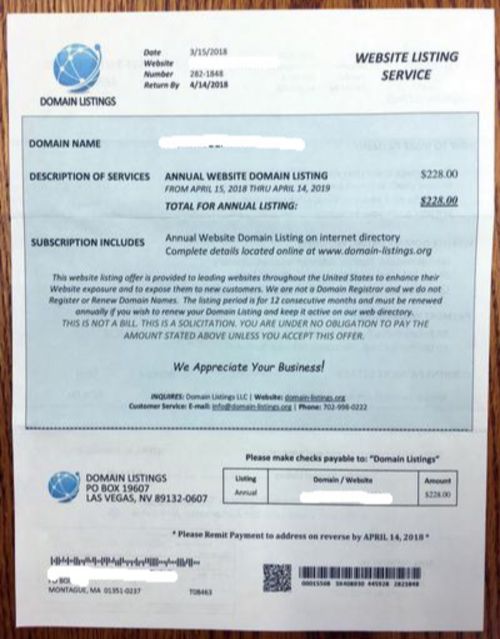 Date 3/15/2018
Website
Number 282-1848
Return By 4/14/2018
WEBSITE LISTING
SERVICE
DOMAIN LISTINGS
DOMAIN NAME
DESCRIPTION OF SERVICES ANNUAL WEBSITE DOMAIN LISTING $228.00
FROM APRIL 15, 2018 THRU APRIL 14, 2019
TOTAL FOR ANNUAL LISTING: $228.00
SUBSCRIPTION INCLUDES Annual Website Domain Listing on internet directory
Complete details located online at www.domain-listings.org
This website listing offer is provided to leading websites throughout the United States to enhance their
Website exposure and to expose them to new customers. We are not a Domain Registrar and we do not
Register or Renew Domain Names. The listing period is for 12 consecutive months and must be renewed
annually if you wish to renew your Domain Listing and keep it active on our web directory.
THIS IS NOT A BILL. THIS IS A SOLICITATION. YOU ARE UNDER NO OBLIGATION TO PAY THE
AMOUNT STATED ABOVE UNLESS YOU ACCEPT THIS OFFER.
We Appreciate Your Business!
INQUIRES: Domain Listings LLC | Website: domain-listings.org
Customer Service: E-mail: info@domain-listings.org | Phone: 702-998-0222
Please make checks payable to: "Domain Listings"
DOMAIN LISTINGS
PO BOX 19607
LAS VEGAS, NV 89132-0607
Listing Domain / Website Amount
Annual $228.00
* Please Remit Payment to address on reverse by APRIL 14, 2018 *
PO BOX
MONTAGUE, MA 01351-0237 T08463